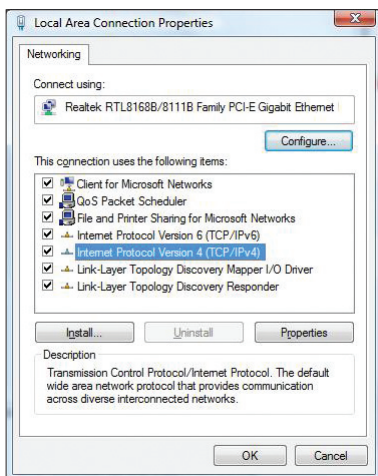 Local Area Connection Properties
Networking
Connect using:
Realtek RTL8168B/8111B Family PCI-E Gigabit Ethernet
Configure...
This connection uses the following items:
Client for Microsoft Networks
QoS Packet Scheduler
File and Printer Sharing for Microsoft Networks
Internet Protocol Version 6 (TCP/IPv6)
Internet Protocol Version 4 (TCP/IPv4)
Link-Layer Topology Discovery Mapper I/O Driver
Link-Layer Topology Discovery Responder
Install... Uninstall Properties
Description
Transmission Control Protocol/Internet Protocol. The default
wide area network protocol that provides communication
across diverse interconnected networks.
OK Cancel